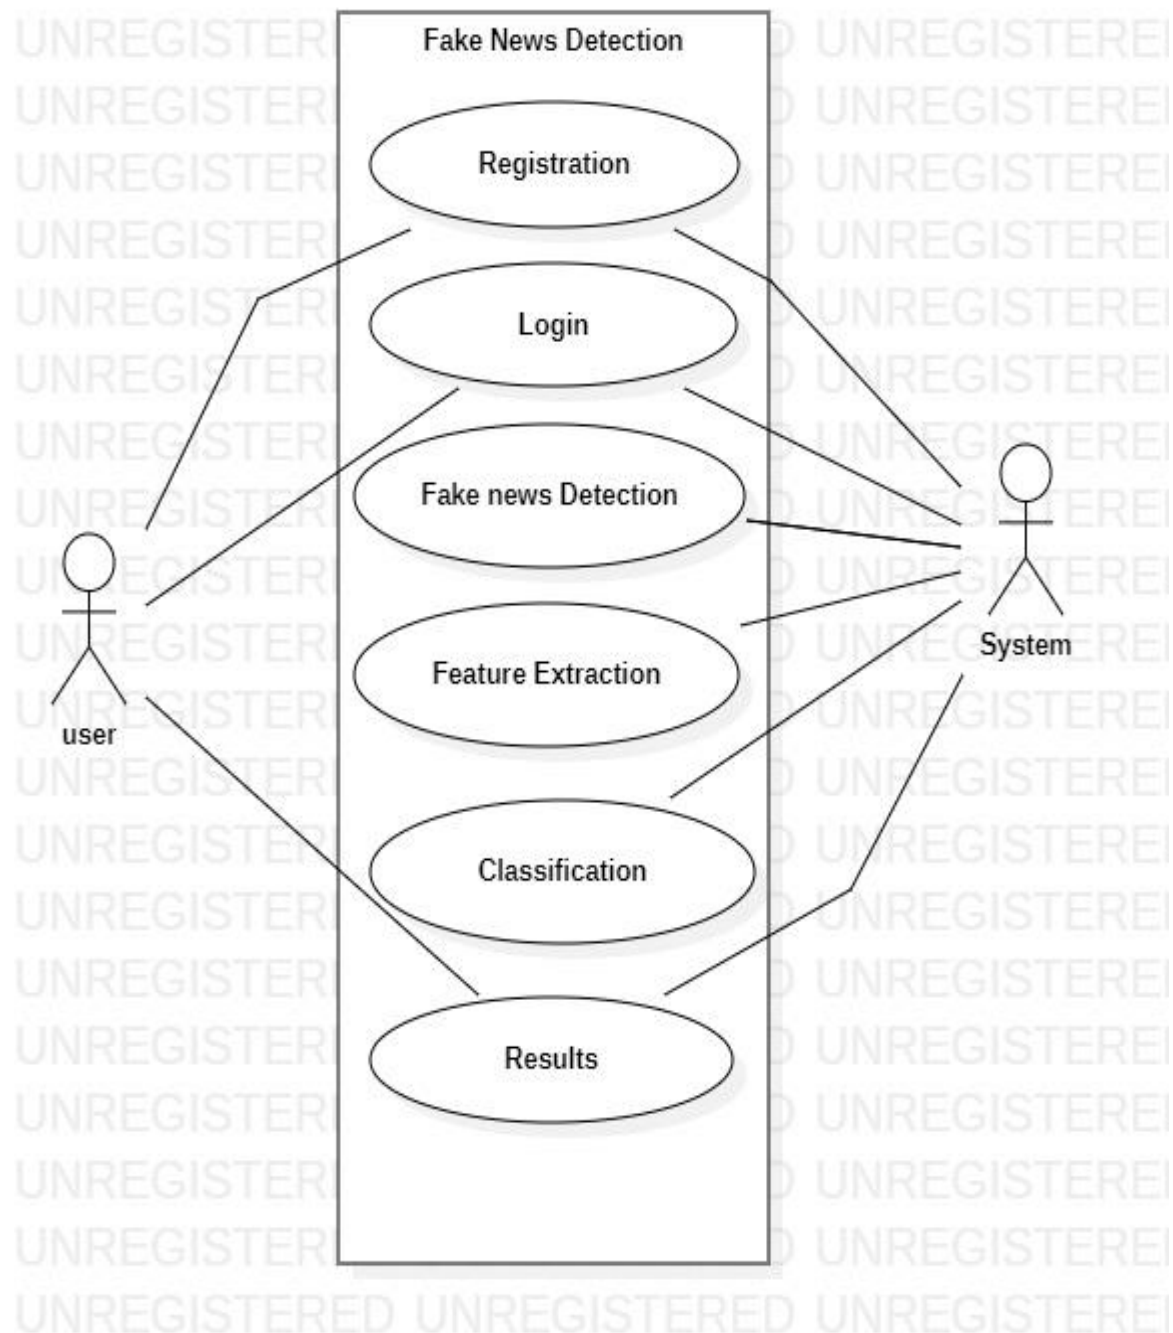 Fake News Detection
Registration
Login
Fake news Detection
Feature Extraction
Classification
Results
user
System
UNREGISTERED UNREGISTERED UNREGISTERED